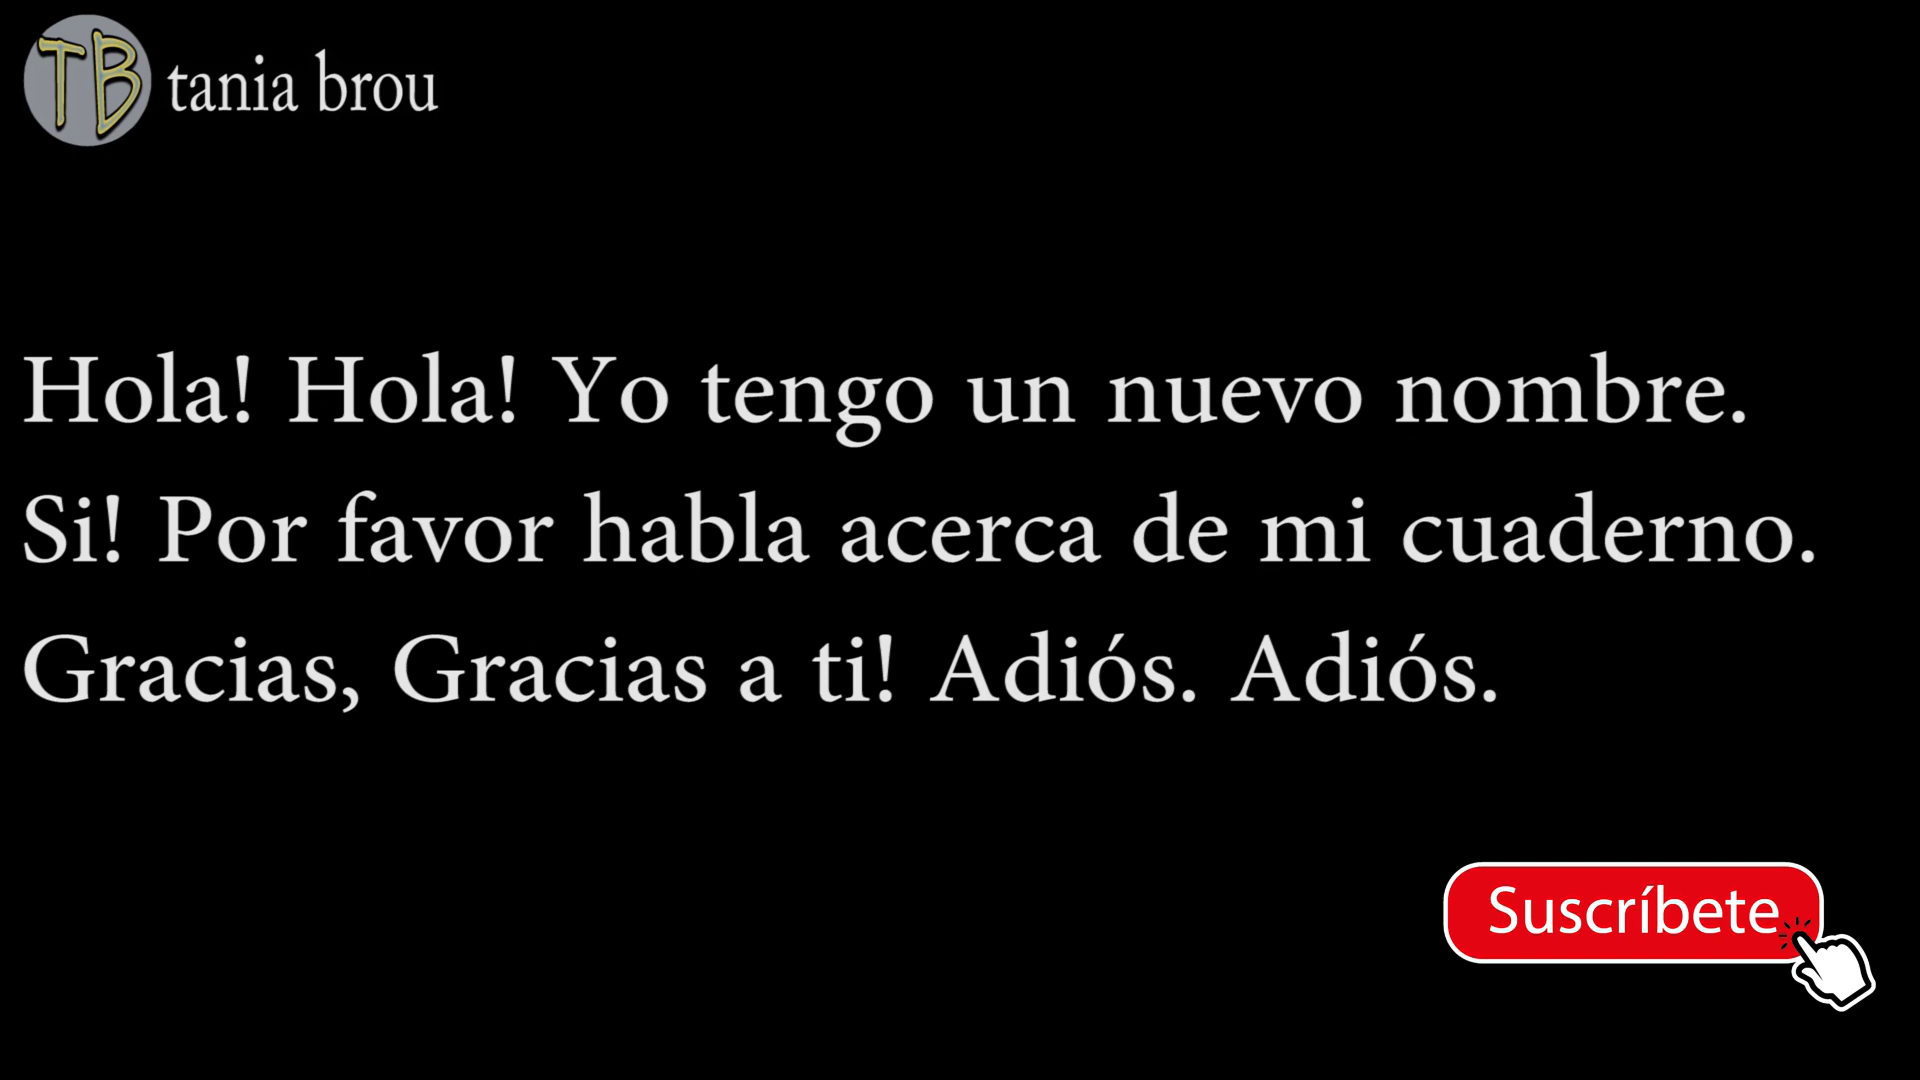 TB tania brou
Hola! Hola! Yo tengo un nuevo nombre.
Si! Por favor habla acerca de mi cuaderno.
Gracias, Gracias a ti! Adiós. Adiós.
Suscríbete